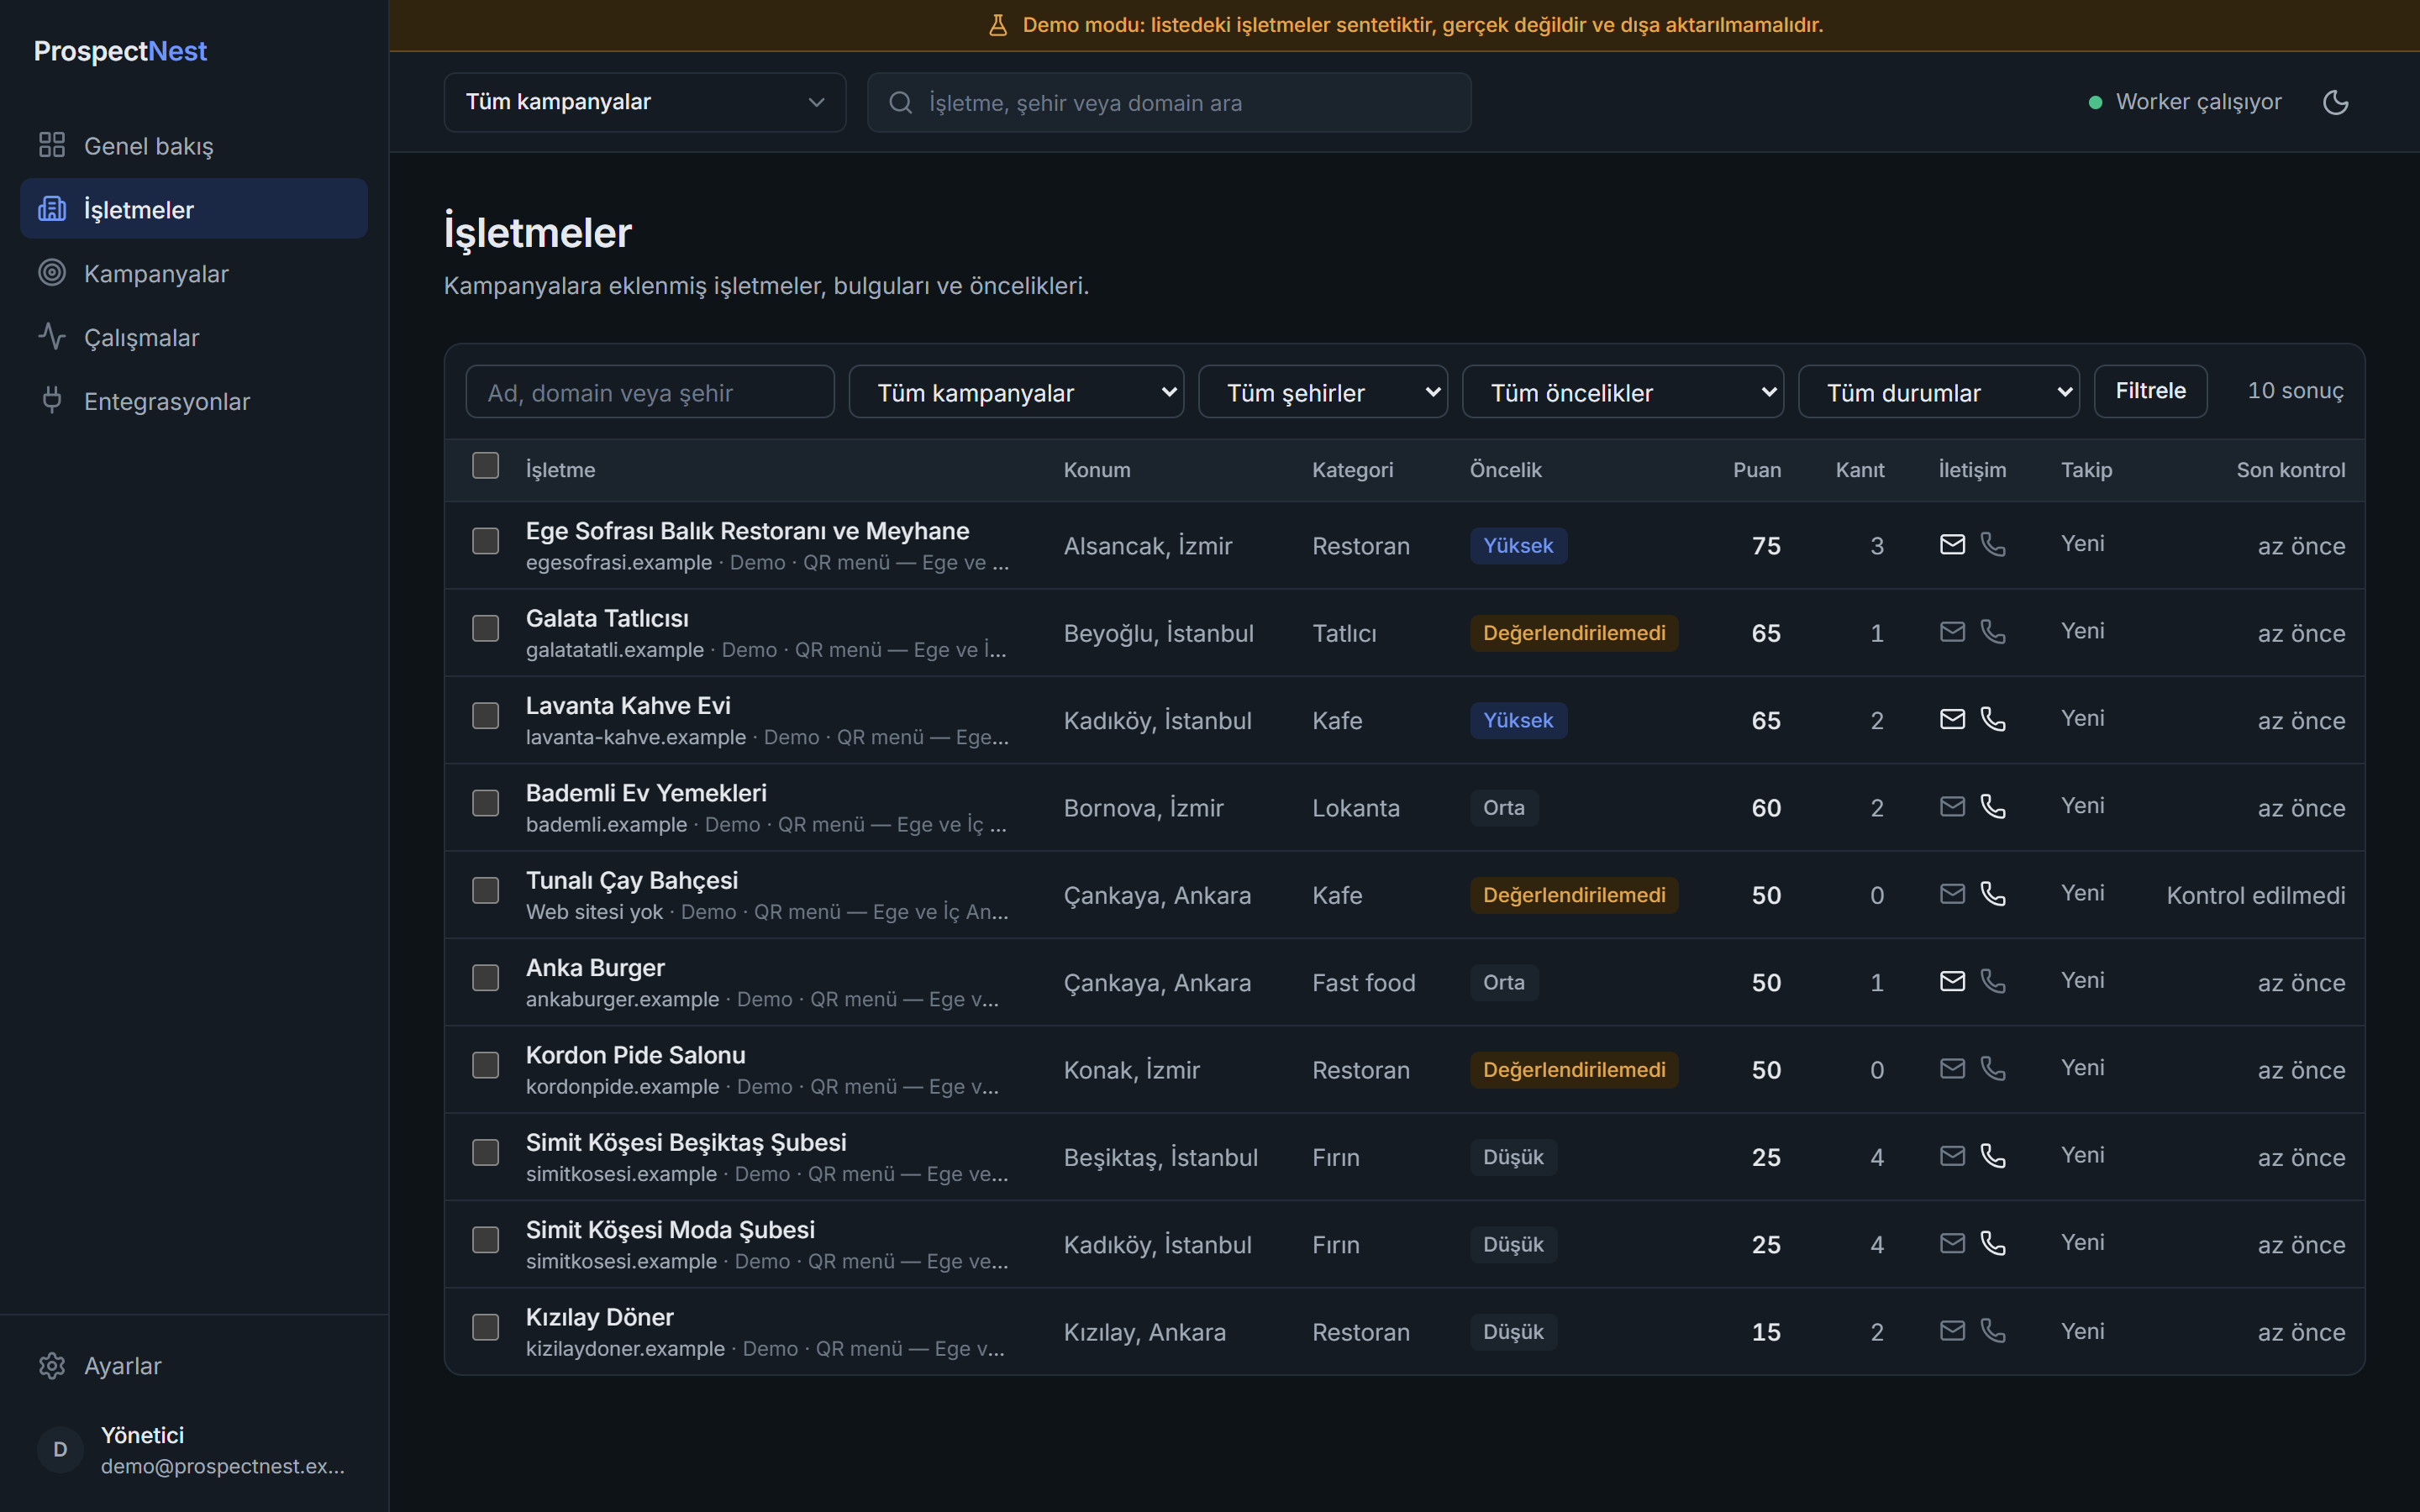 ProspectNest
Genel bakış
İşletmeler
Kampanyalar
Çalışmalar
Entegrasyonlar
Ayarlar
D
Yönetici
demo@prospectnest.ex...
Demo modu: listedeki işletmeler sentetiktir, gerçek değildir ve dışa aktarılmamalıdır.
Tüm kampanyalar
İşletme, şehir veya domain ara
Worker çalışıyor
İşletmeler
Kampanyalara eklenmiş işletmeler, bulguları ve öncelikleri.
Ad, domain veya şehir Tüm kampanyalar Tüm şehirler Tüm öncelikler Tüm durumlar Filtrele 10 sonuç
İşletme Konum Kategori Öncelik Puan Kanıt İletişim Takip Son kontrol
Ege Sofrası Balık Restoranı ve Meyhane
egesofrasi.example · Demo · QR menü — Ege ve ...
Alsancak, İzmir Restoran Yüksek 75 3 Yeni az önce
Galata Tatlıcısı
galatatatli.example · Demo · QR menü — Ege ve İ...
Beyoğlu, İstanbul Tatlıcı Değerlendirilemedi 65 1 Yeni az önce
Lavanta Kahve Evi
lavanta-kahve.example · Demo · QR menü — Ege...
Kadıköy, İstanbul Kafe Yüksek 65 2 Yeni az önce
Bademli Ev Yemekleri
bademli.example · Demo · QR menü — Ege ve İç ...
Bornova, İzmir Lokanta Orta 60 2 Yeni az önce
Tunalı Çay Bahçesi
Web sitesi yok · Demo · QR menü — Ege ve İç An...
Çankaya, Ankara Kafe Değerlendirilemedi 50 0 Yeni Kontrol edilmedi
Anka Burger
ankaburger.example · Demo · QR menü — Ege v...
Çankaya, Ankara Fast food Orta 50 1 Yeni az önce
Kordon Pide Salonu
kordonpide.example · Demo · QR menü — Ege v...
Konak, İzmir Restoran Değerlendirilemedi 50 0 Yeni az önce
Simit Köşesi Beşiktaş Şubesi
simitkosesi.example · Demo · QR menü — Ege ve...
Beşiktaş, İstanbul Fırın Düşük 25 4 Yeni az önce
Simit Köşesi Moda Şubesi
simitkosesi.example · Demo · QR menü — Ege ve...
Kadıköy, İstanbul Fırın Düşük 25 4 Yeni az önce
Kızılay Döner
kizilaydoner.example · Demo · QR menü — Ege v...
Kızılay, Ankara Restoran Düşük 15 2 Yeni az önce